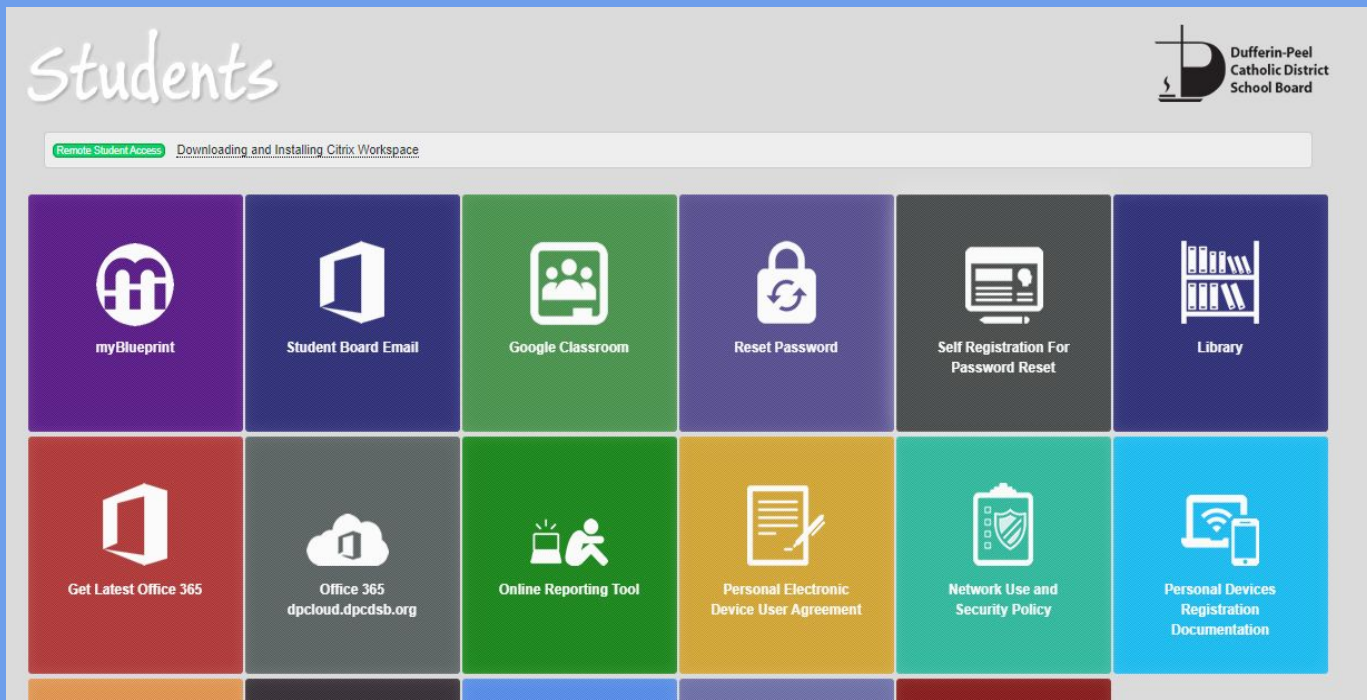 Students
Dufferin-Peel
Catholic District
School Board
Remote Student Access Downloading and Installing Citrix Workspace
myBlueprint
Student Board Email
Google Classroom
Reset Password
Self Registration For
Password Reset
Library
Get Latest Office 365
Office 365
dpcloud.dpcdsb.org
Online Reporting Tool
Personal Electronic
Device User Agreement
Network Use and
Security Policy
Personal Devices
Registration
Documentation